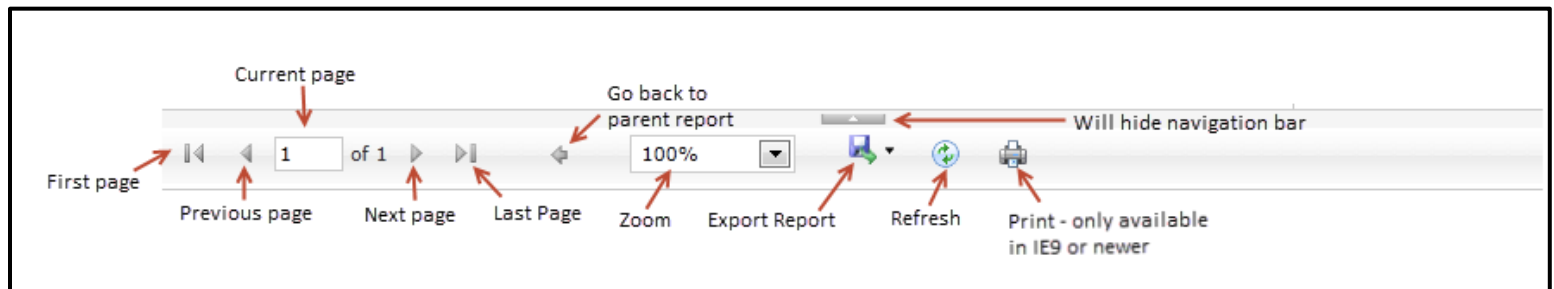 Current page
Go back to
parent report
Will hide navigation bar
1 of 1
100%
First page
Previous page
Next page
Last Page
Zoom
Export Report
Refresh
Print - only available
in IE9 or newer